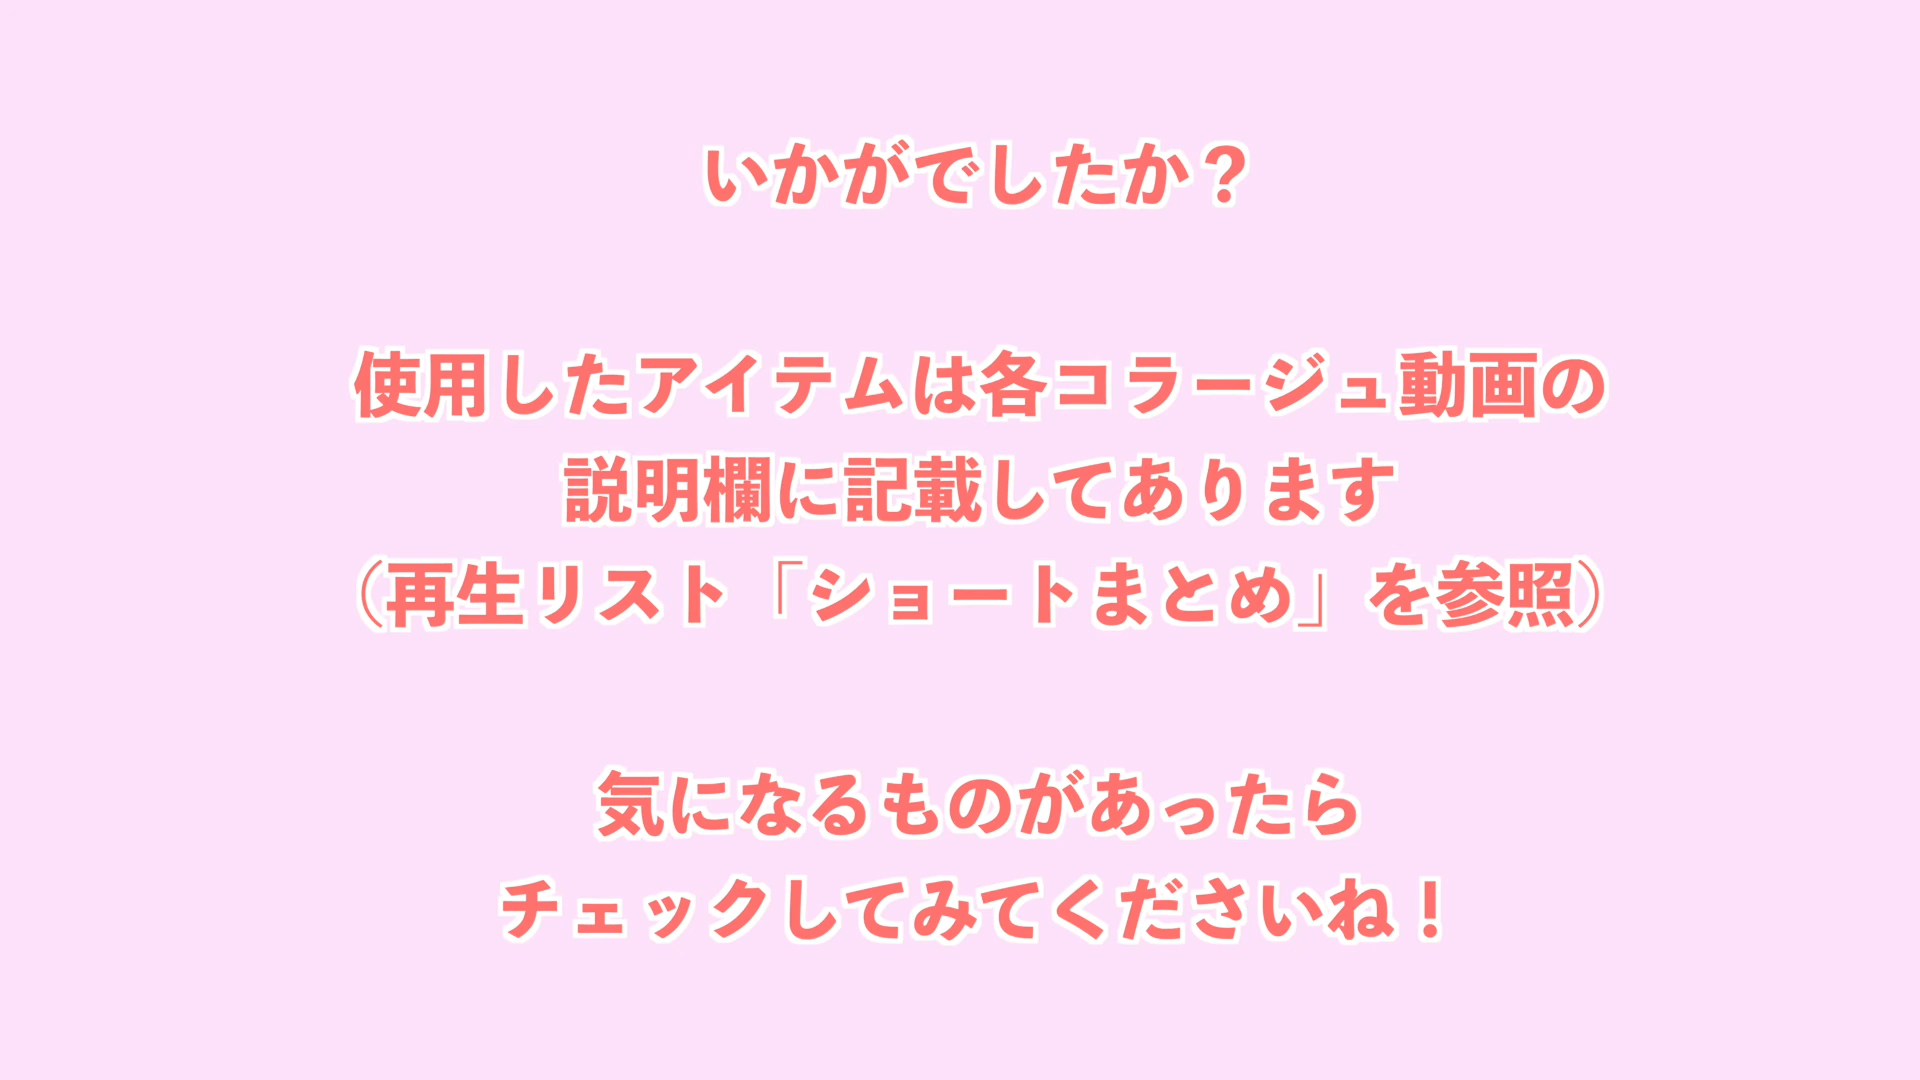 いかがでしたか？
使用したアイテムは各コラージュ動画の
説明欄に記載してあります
（再生リスト「ショートまとめ」を参照）
気になるものがあったら
チェックしてみてくださいね！